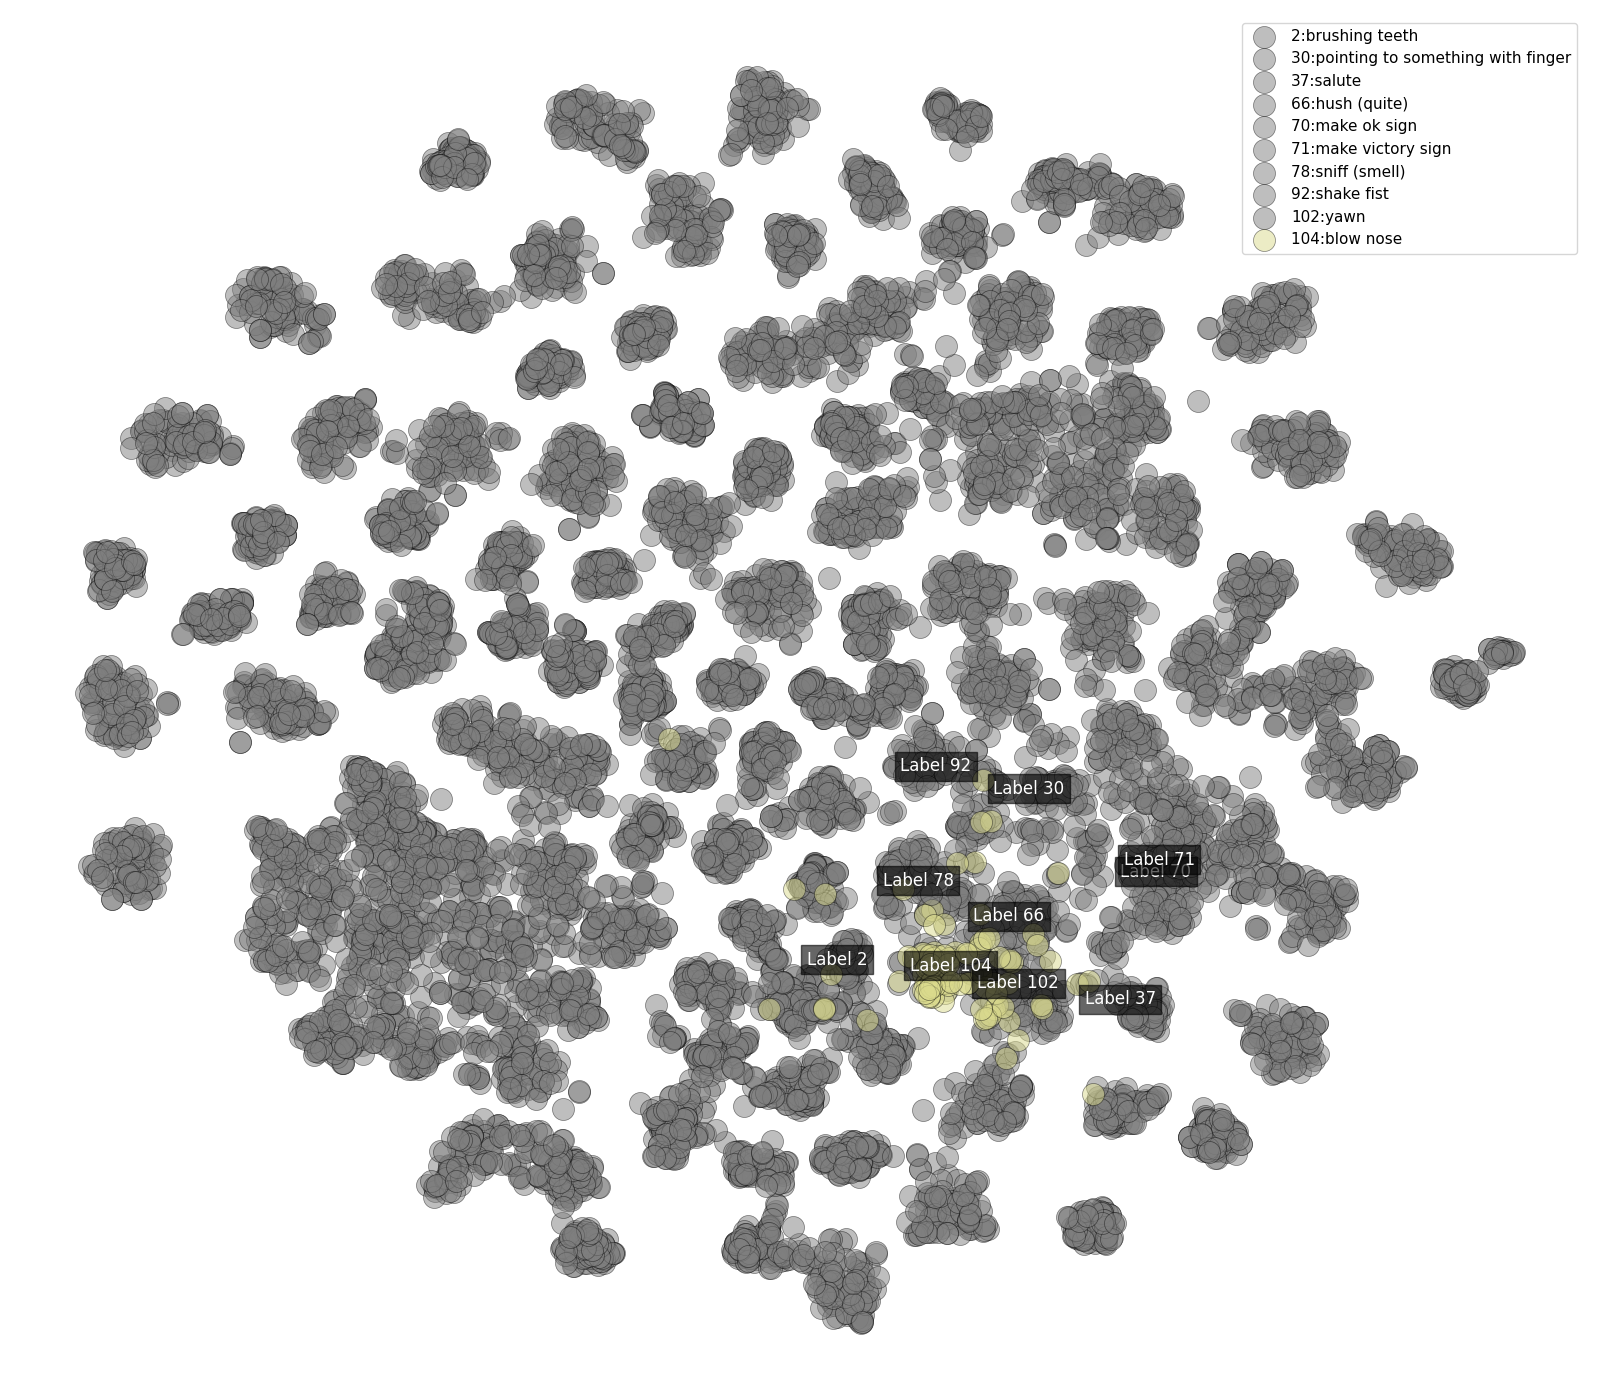 2:brushing teeth
30:pointing to something with finger
37:salute
66:hush (quite)
70:make ok sign
71:make victory sign
78:sniff (smell)
92:shake fist
102:yawn
104:blow nose
Label 92
Label 30
Label 71
Label 70
Label 78
Label 66
Label 2
Label 104
Label 102
Label 37